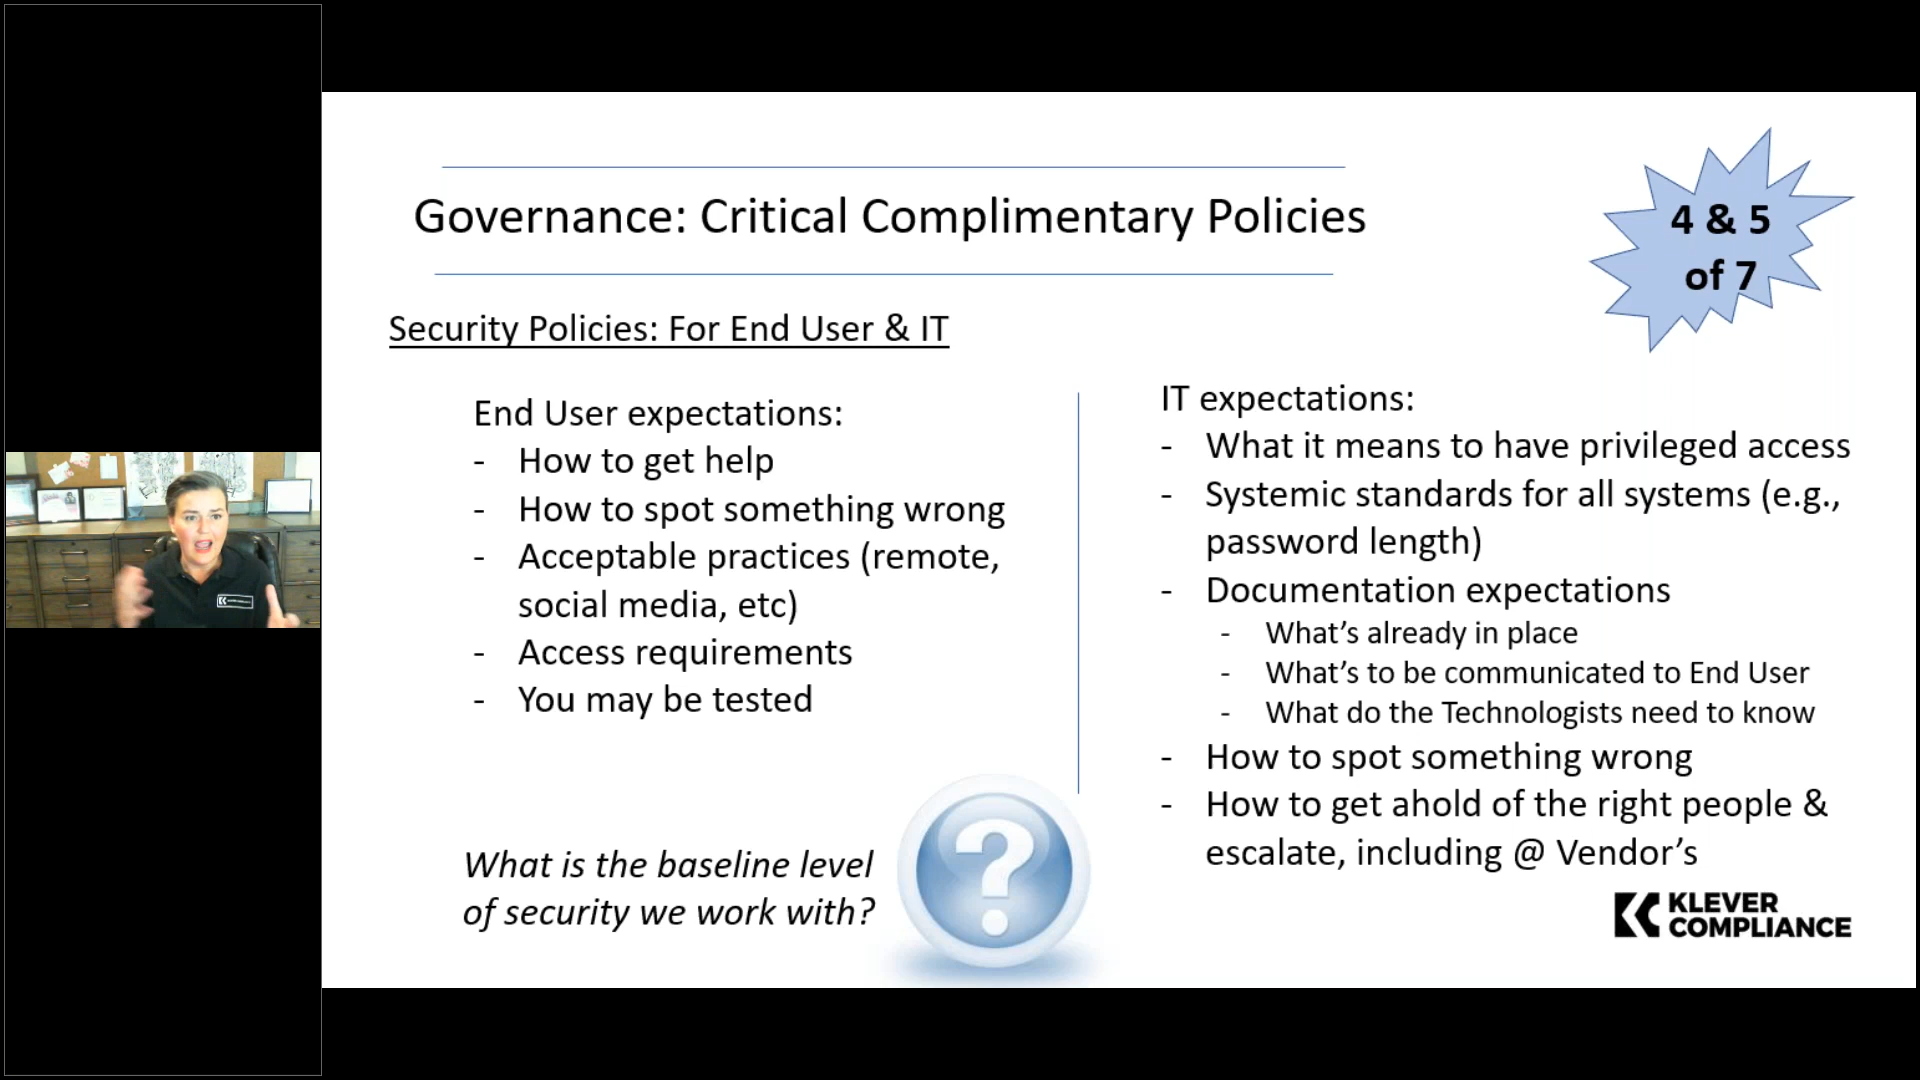 Governance: Critical Complimentary Policies
4 & 5
of 7
Security Policies: For End User & IT
End User expectations:
- How to get help
- How to spot something wrong
- Acceptable practices (remote,
social media, etc)
- Access requirements
- You may be tested
What is the baseline level
of security we work with?
?
IT expectations:
- What it means to have privileged access
- Systemic standards for all systems (e.g.,
password length)
- Documentation expectations
- What’s already in place
- What’s to be communicated to End User
- What do the Technologists need to know
- How to spot something wrong
- How to get ahold of the right people &
escalate, including @ Vendor’s
KLEVER
COMPLIANCE